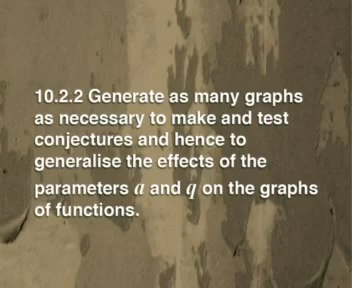 10.2.2 Generate as many graphs
as necessary to make and test
conjectures and hence to
generalise the effects of the
parameters a and q on the graphs
of functions.